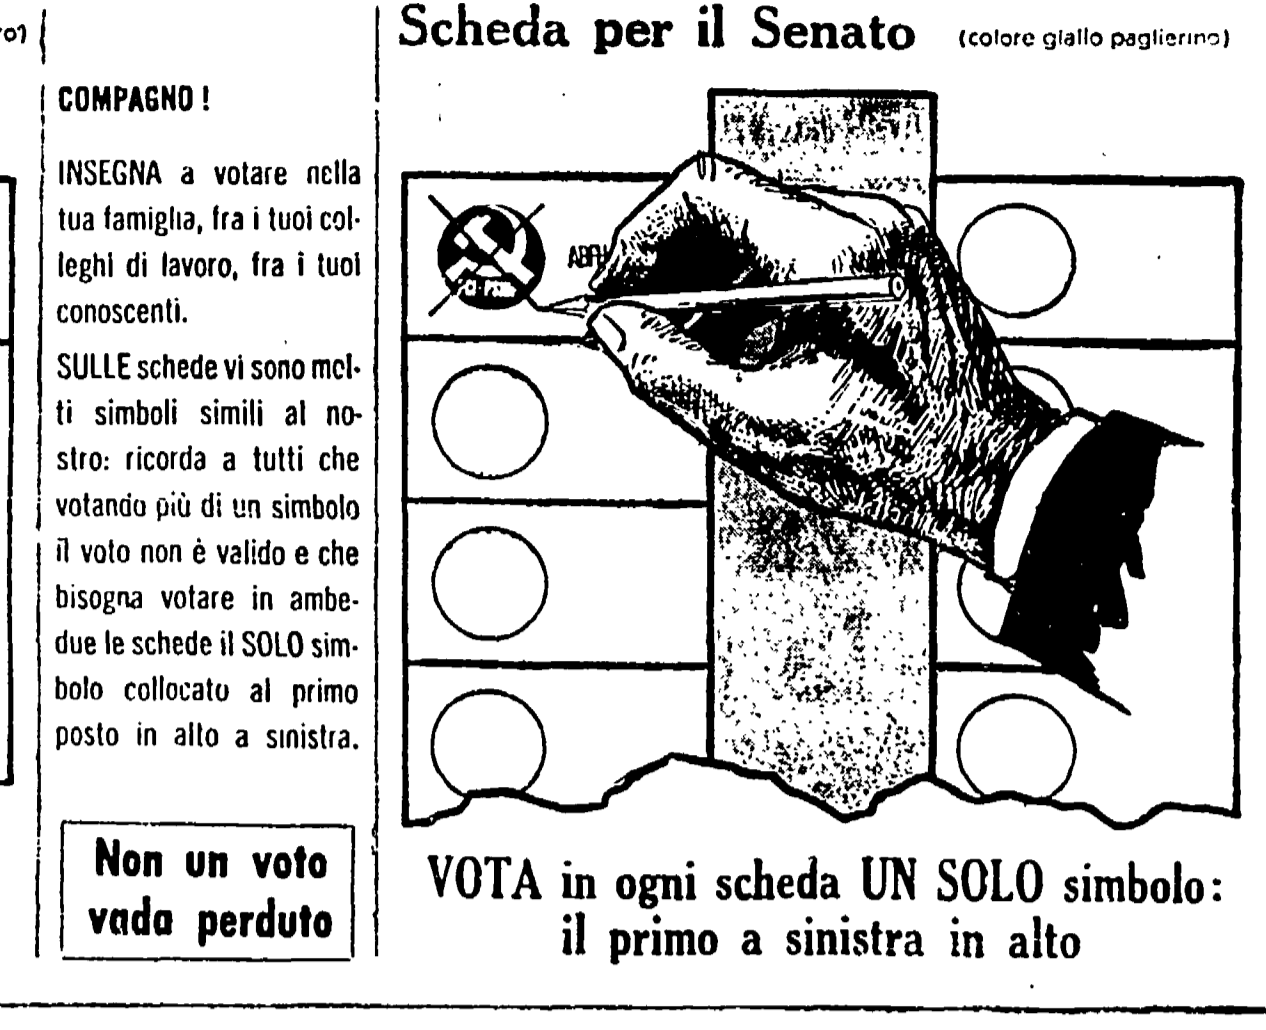 COMPAGNO!
INSEGNA a votare nella
tua famiglia, fra i tuoi col-
leghi di lavoro, fra i tuoi
conoscenti.
SULLE schede vi sono mol-
ti simboli simili al no-
stro: ricorda a tutti che
votando più di un simbolo
il voto non è valido e che
bisogna votare in ambe-
due le schede il SOLO sim-
bolo collocato al primo
posto in alto a sinistra.
Non un voto
vada perduto
Scheda per il Senato (colore giallo paglierino)
VOTA in ogni scheda UN SOLO simbolo:
il primo a sinistra in alto